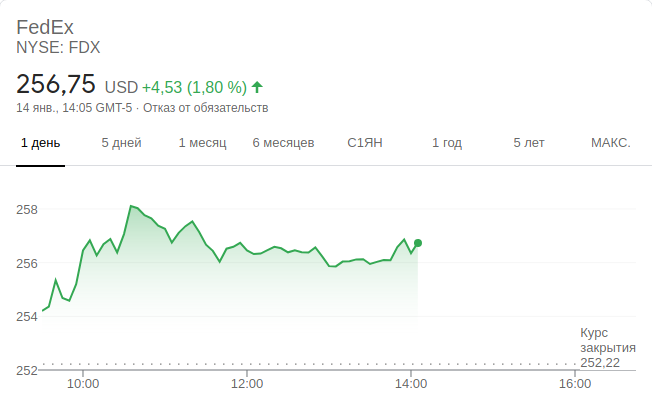 FedEx
NYSE: FDX
256,75 USD +4,53 (1,80 %)
14 янв., 14:05 GMT-5 · Отказ от обязательств
1 день 5 дней 1 месяц 6 месяцев С1ЯН 1 год 5 лет МАКС.
258
256
254
Курс
закрытия
252,22
252
10:00 12:00 14:00 16:00